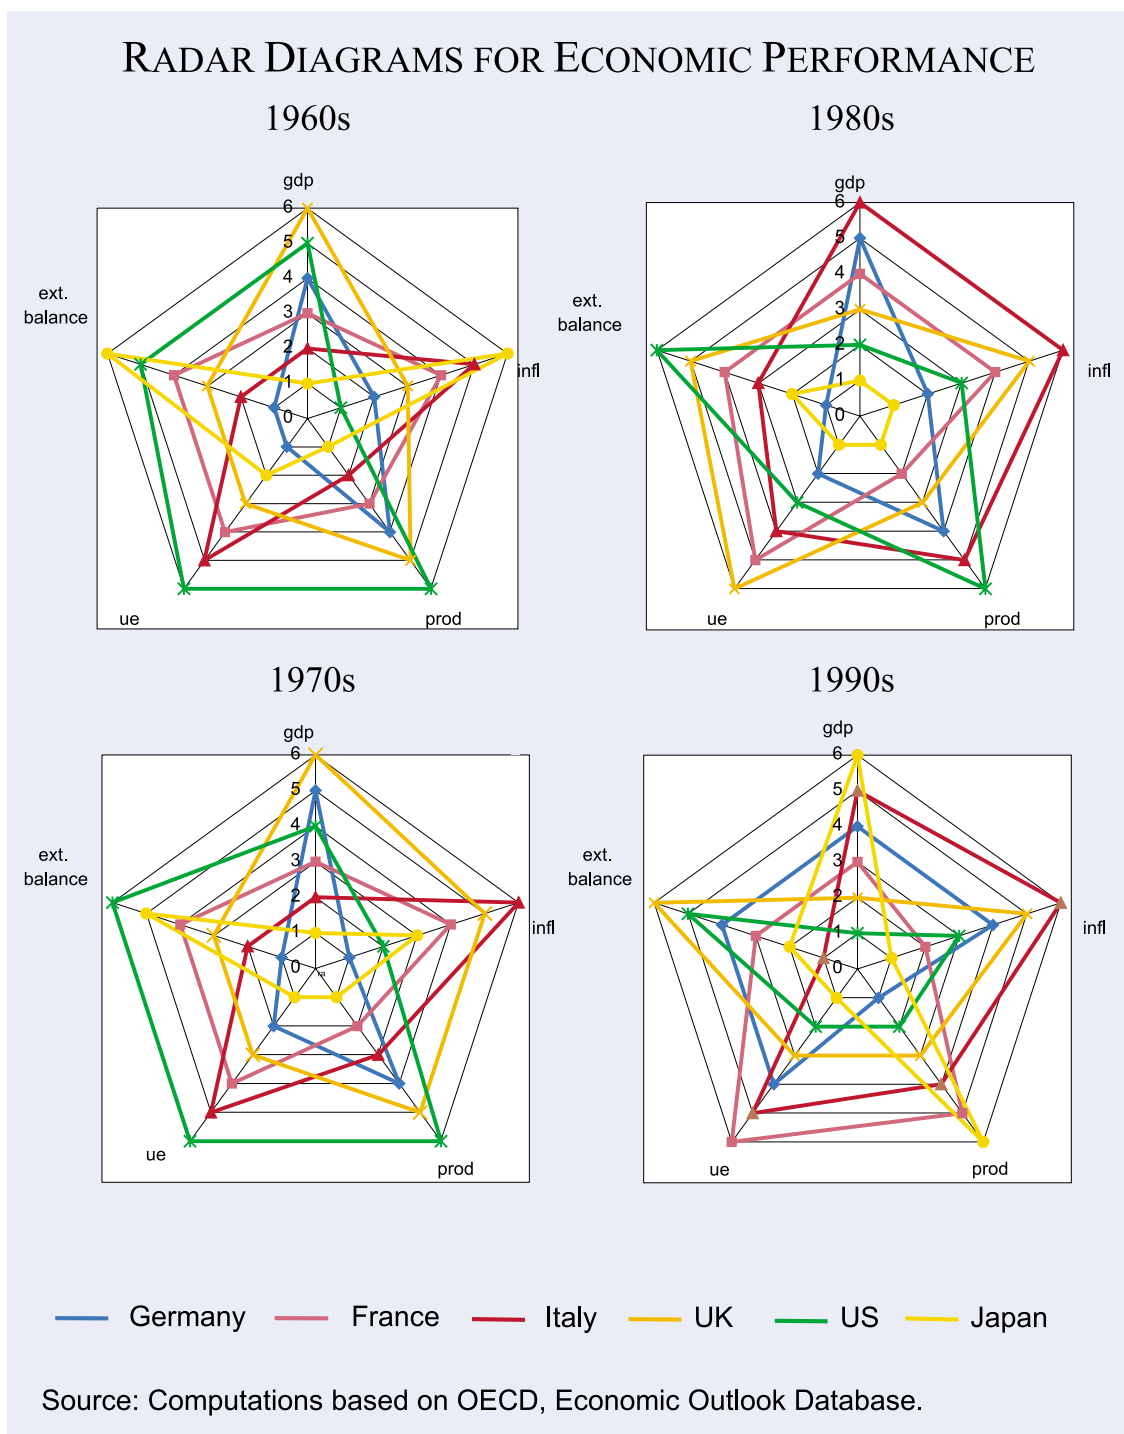 RADAR DIAGRAMS FOR ECONOMIC PERFORMANCE
1960s
gdp
6
5
4
3
2
1
0
ext.
balance
infl
ue
prod
1980s
gdp
6
5
4
3
2
1
0
ext.
balance
infl
ue
prod
1970s
gdp
6
5
4
3
2
1
0
ext.
balance
infl
ue
prod
1990s
gdp
6
5
4
3
2
1
0
ext.
balance
infl
ue
prod
Germany France Italy UK US Japan
Source: Computations based on OECD, Economic Outlook Database.